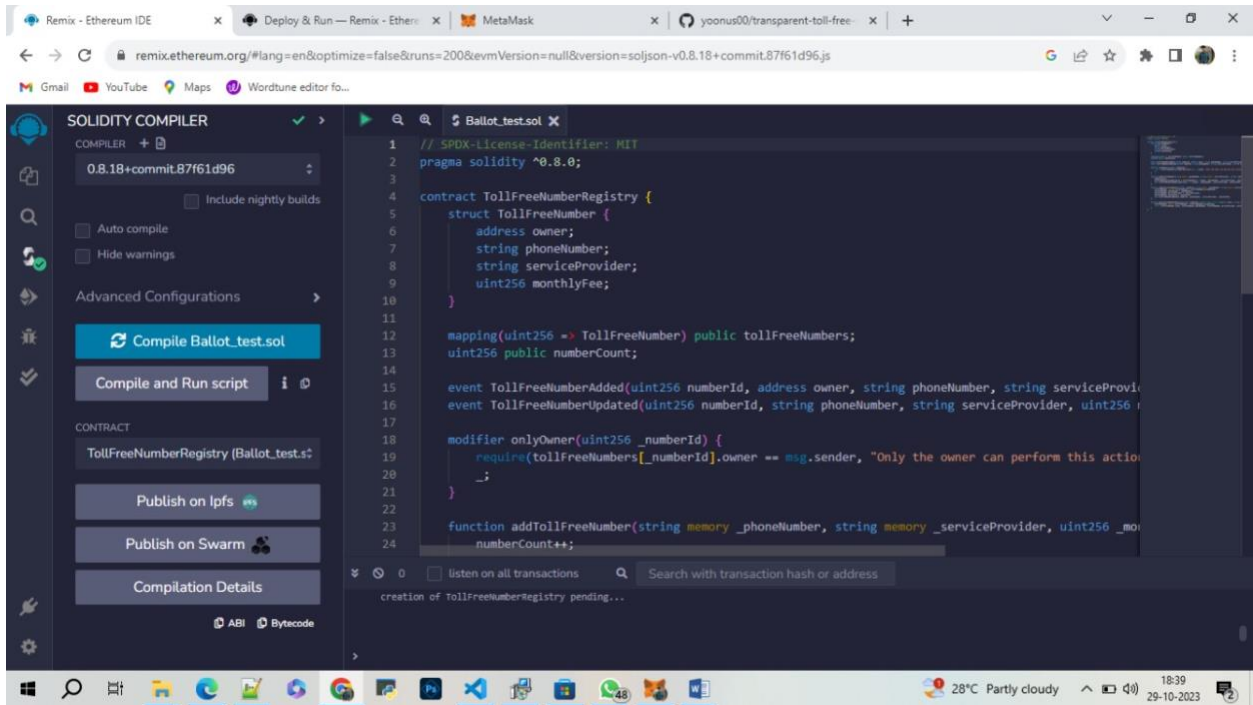 Remix - Ethereum IDE
Deploy & Run — Remix - Ethere
MetaMask
yoonus00/transparent-toll-free-
remix.ethereum.org/#lang=en&optimize=false&runs=200&evmVersion=null&version=soljson-v0.8.18+commit.87f61d96.js
Gmail YouTube Maps Wordtune editor fo...
SOLIDITY COMPILER
COMPILER
0.8.18+commit.87f61d96
Include nightly builds
Auto compile
Hide warnings
Advanced Configurations
Compile Ballot_test.sol
Compile and Run script
CONTRACT
TollFreeNumberRegistry (Ballot_test.s
Publish on Ipfs
Publish on Swarm
Compilation Details
ABI Bytecode
Ballot_test.sol
1 // SPDX-License-Identifier: MIT
2 pragma solidity ^0.8.0;
3
4 contract TollFreeNumberRegistry {
5 struct TollFreeNumber {
6 address owner;
7 string phoneNumber;
8 string serviceProvider;
9 uint256 monthlyFee;
10 }
11
12 mapping(uint256 => TollFreeNumber) public tollFreeNumbers;
13 uint256 public numberCount;
14
15 event TollFreeNumberAdded(uint256 numberId, address owner, string phoneNumber, string serviceProvi
16 event TollFreeNumberUpdated(uint256 numberId, string phoneNumber, string serviceProvider, uint256
17
18 modifier onlyOwner(uint256 _numberId) {
19 require(tollFreeNumbers[_numberId].owner == msg.sender, "Only the owner can perform this actio
20 _;
21 }
22
23 function addTollFreeNumber(string memory _phoneNumber, string memory _serviceProvider, uint256 _mo
24 numberCount++;
0 listen on all transactions Search with transaction hash or address
creation of TollFreeNumberRegistry pending...
>
48
28°C Partly cloudy
18:39
29-10-2023
2